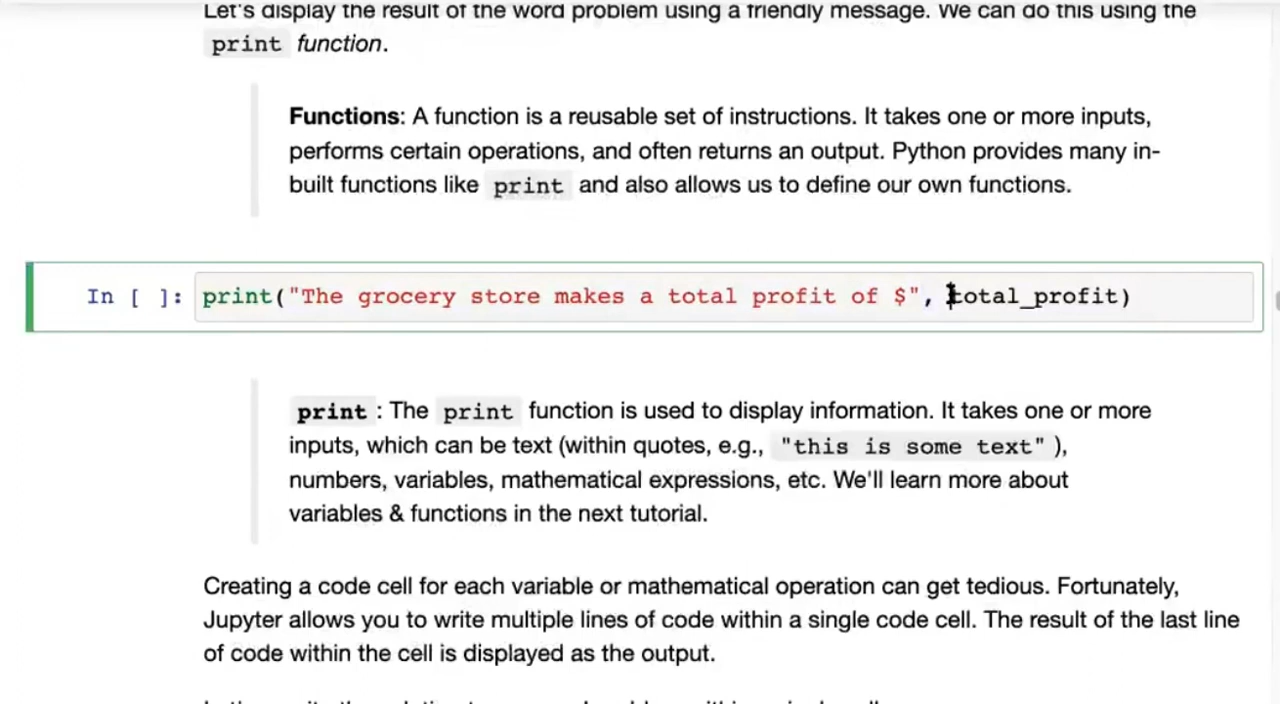 Let's display the result of the word problem using a friendly message. We can do this using the
print function.
Functions: A function is a reusable set of instructions. It takes one or more inputs,
performs certain operations, and often returns an output. Python provides many in-
built functions like print and also allows us to define our own functions.
In [ ]: print("The grocery store makes a total profit of $", total_profit)
print : The print function is used to display information. It takes one or more
inputs, which can be text (within quotes, e.g., "this is some text" ),
numbers, variables, mathematical expressions, etc. We'll learn more about
variables & functions in the next tutorial.
Creating a code cell for each variable or mathematical operation can get tedious. Fortunately,
Jupyter allows you to write multiple lines of code within a single code cell. The result of the last line
of code within the cell is displayed as the output.